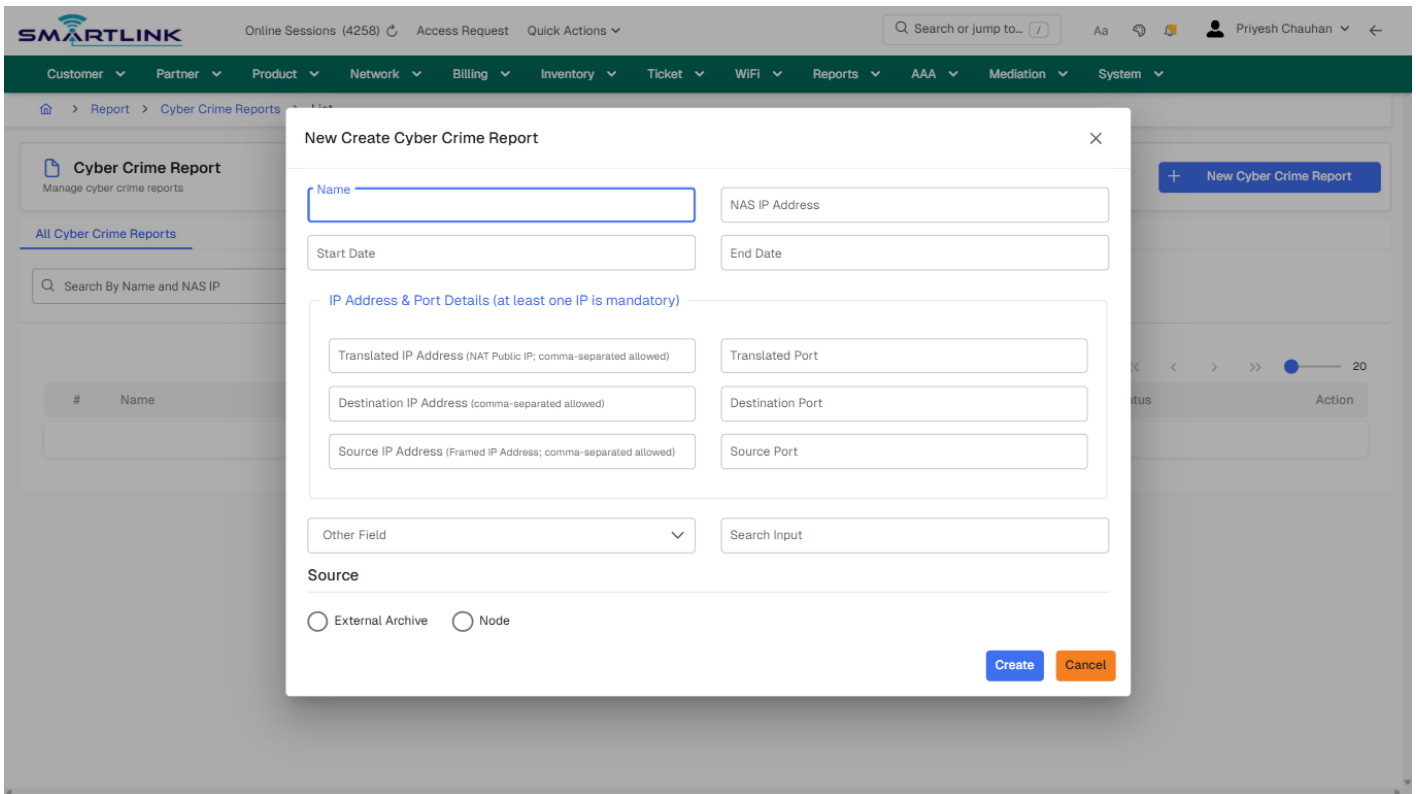 SMARTLINK
Online Sessions (4258) Access Request Quick Actions
Search or jump to... /
Aa
Priyesh Chauhan
Customer Partner Product Network Billing Inventory Ticket WiFi Reports AAA Mediation System
Report > Cyber Crime Reports > List
New Create Cyber Crime Report
Cyber Crime Report
Manage cyber crime reports
New Cyber Crime Report
All Cyber Crime Reports
Search By Name and NAS IP
Name
NAS IP Address
Start Date
End Date
IP Address & Port Details (at least one IP is mandatory)
Translated IP Address (NAT Public IP; comma-separated allowed)
Translated Port
Destination IP Address (comma-separated allowed)
Destination Port
Source IP Address (Framed IP Address; comma-separated allowed)
Source Port
20
# Name
Action
Other Field
Search Input
Source
External Archive
Node
Create
Cancel